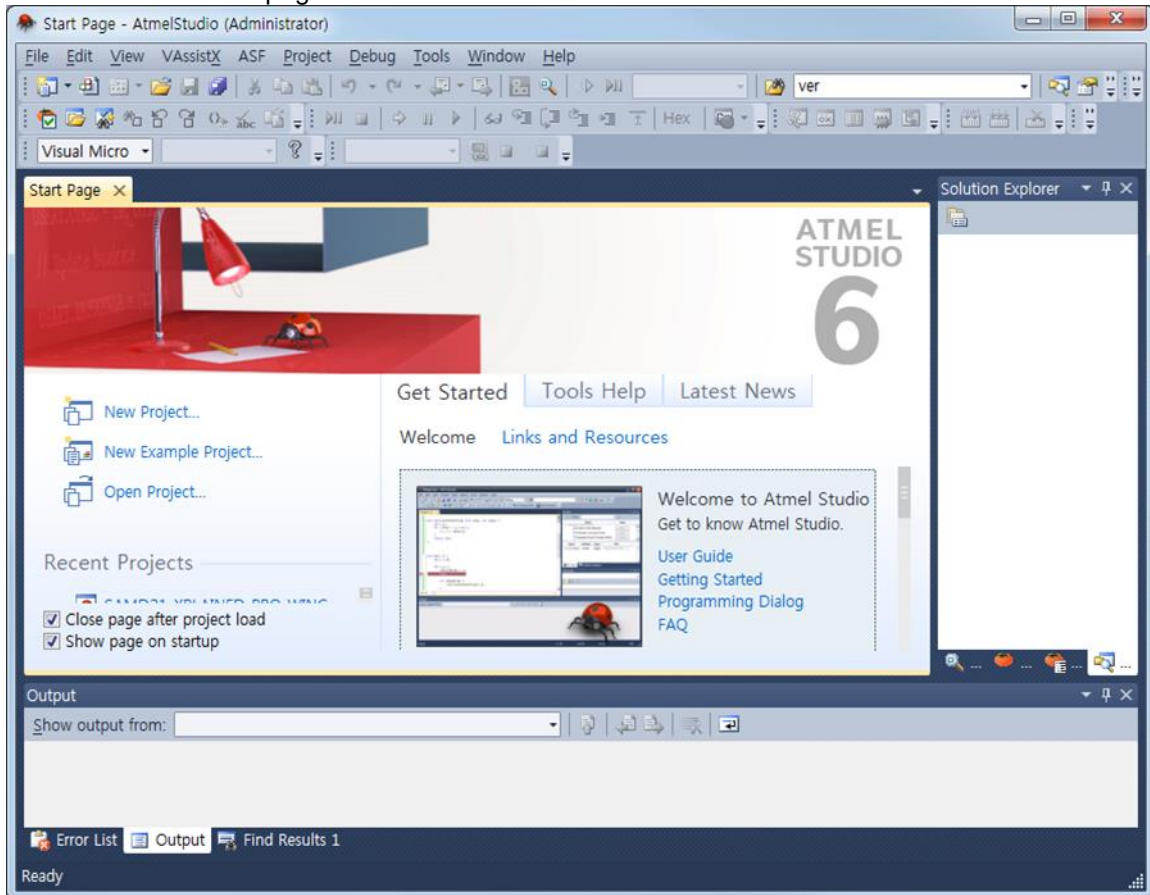 Start Page - AtmelStudio (Administrator)
File Edit View VAssistX ASF Project Debug Tools Window Help
ver
Hex
Visual Micro
Start Page
Solution Explorer
ATMEL
STUDIO
6
Get Started Tools Help Latest News
New Project...
Welcome Links and Resources
New Example Project...
Open Project...
Welcome to Atmel Studio
Get to know Atmel Studio.
User Guide
Getting Started
Programming Dialog
FAQ
Recent Projects
Close page after project load
Show page on startup
Output
Show output from:
Error List Output Find Results 1
Ready